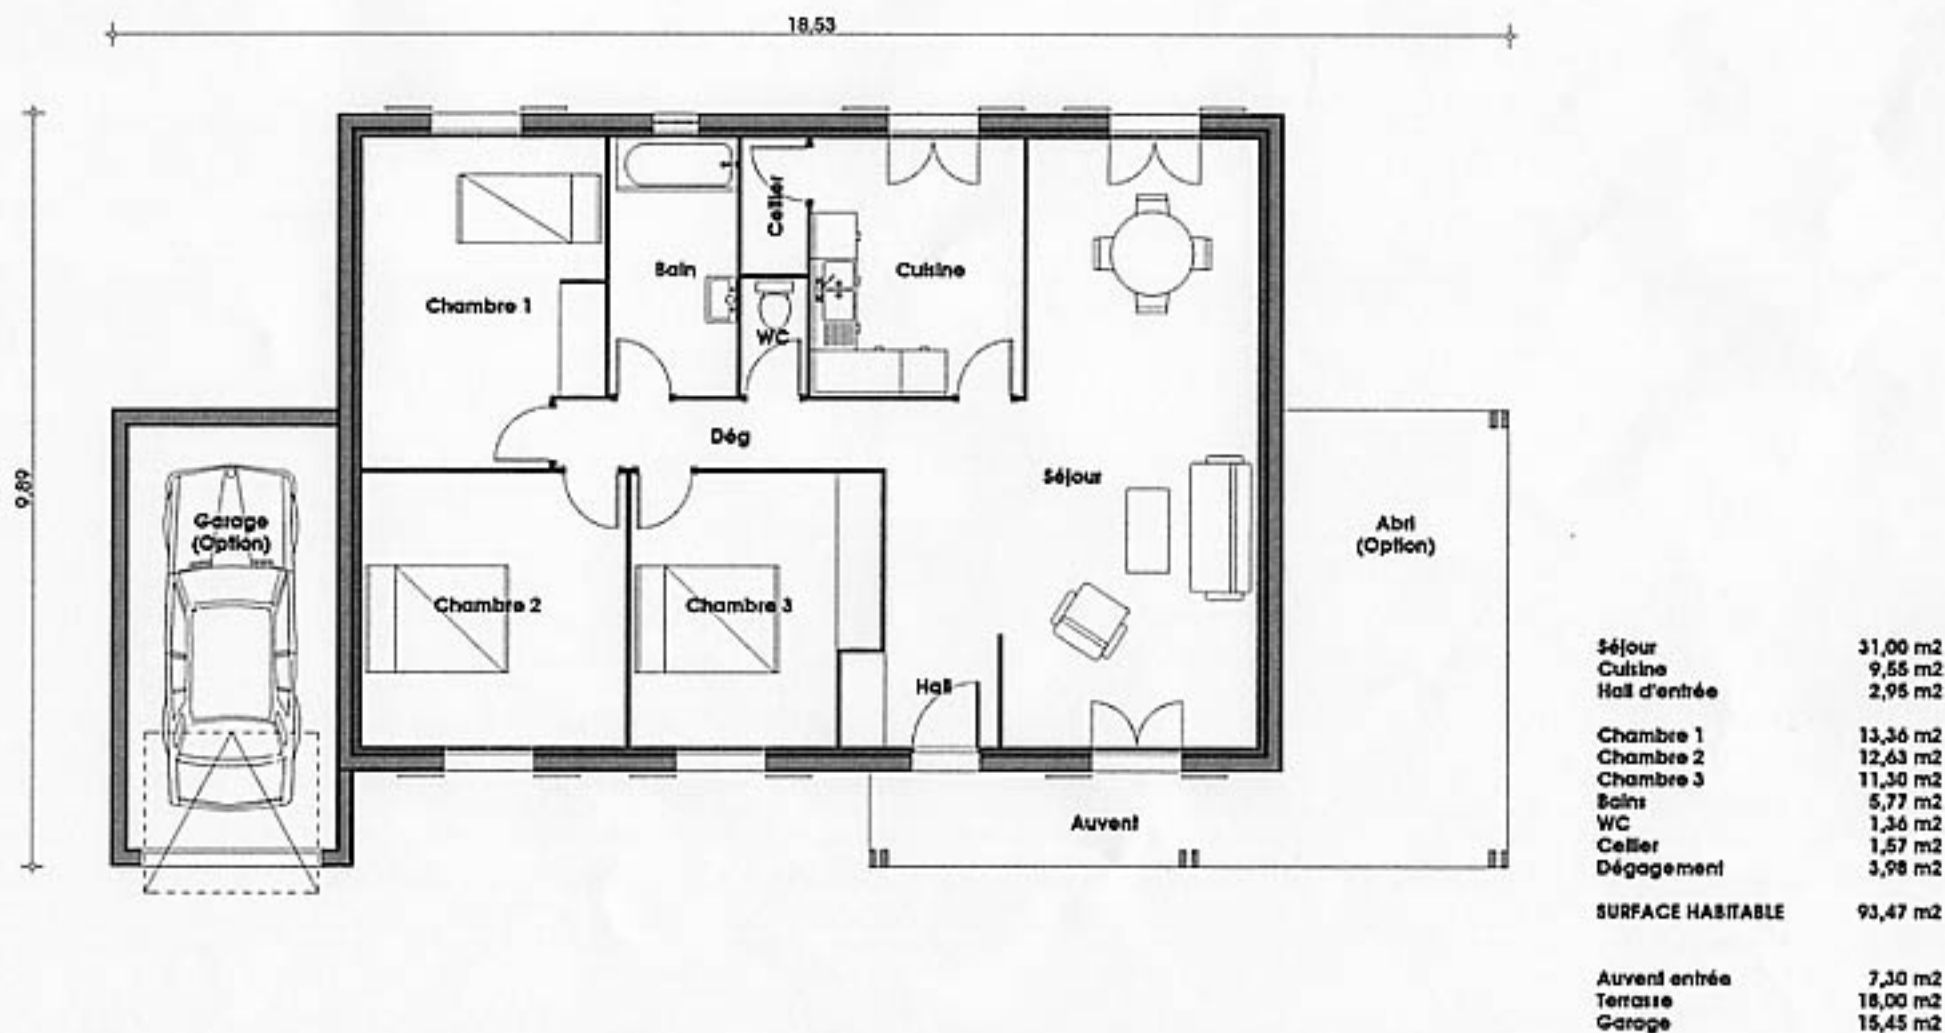 18,53
9,89
Cellier
Bain
Cuisine
Chambre 1
WC
Dég
Séjour
Garage
(Option)
Abri
(Option)
Chambre 2
Chambre 3
Hall
Auvent
Séjour 31,00 m2
Cuisine 9,55 m2
Hall d'entrée 2,95 m2
Chambre 1 13,36 m2
Chambre 2 12,63 m2
Chambre 3 11,30 m2
Bains 5,77 m2
WC 1,36 m2
Cellier 1,57 m2
Dégagement 3,98 m2
SURFACE HABITABLE 93,47 m2
Auvent entrée 7,30 m2
Terrasse 18,00 m2
Garage 15,45 m2